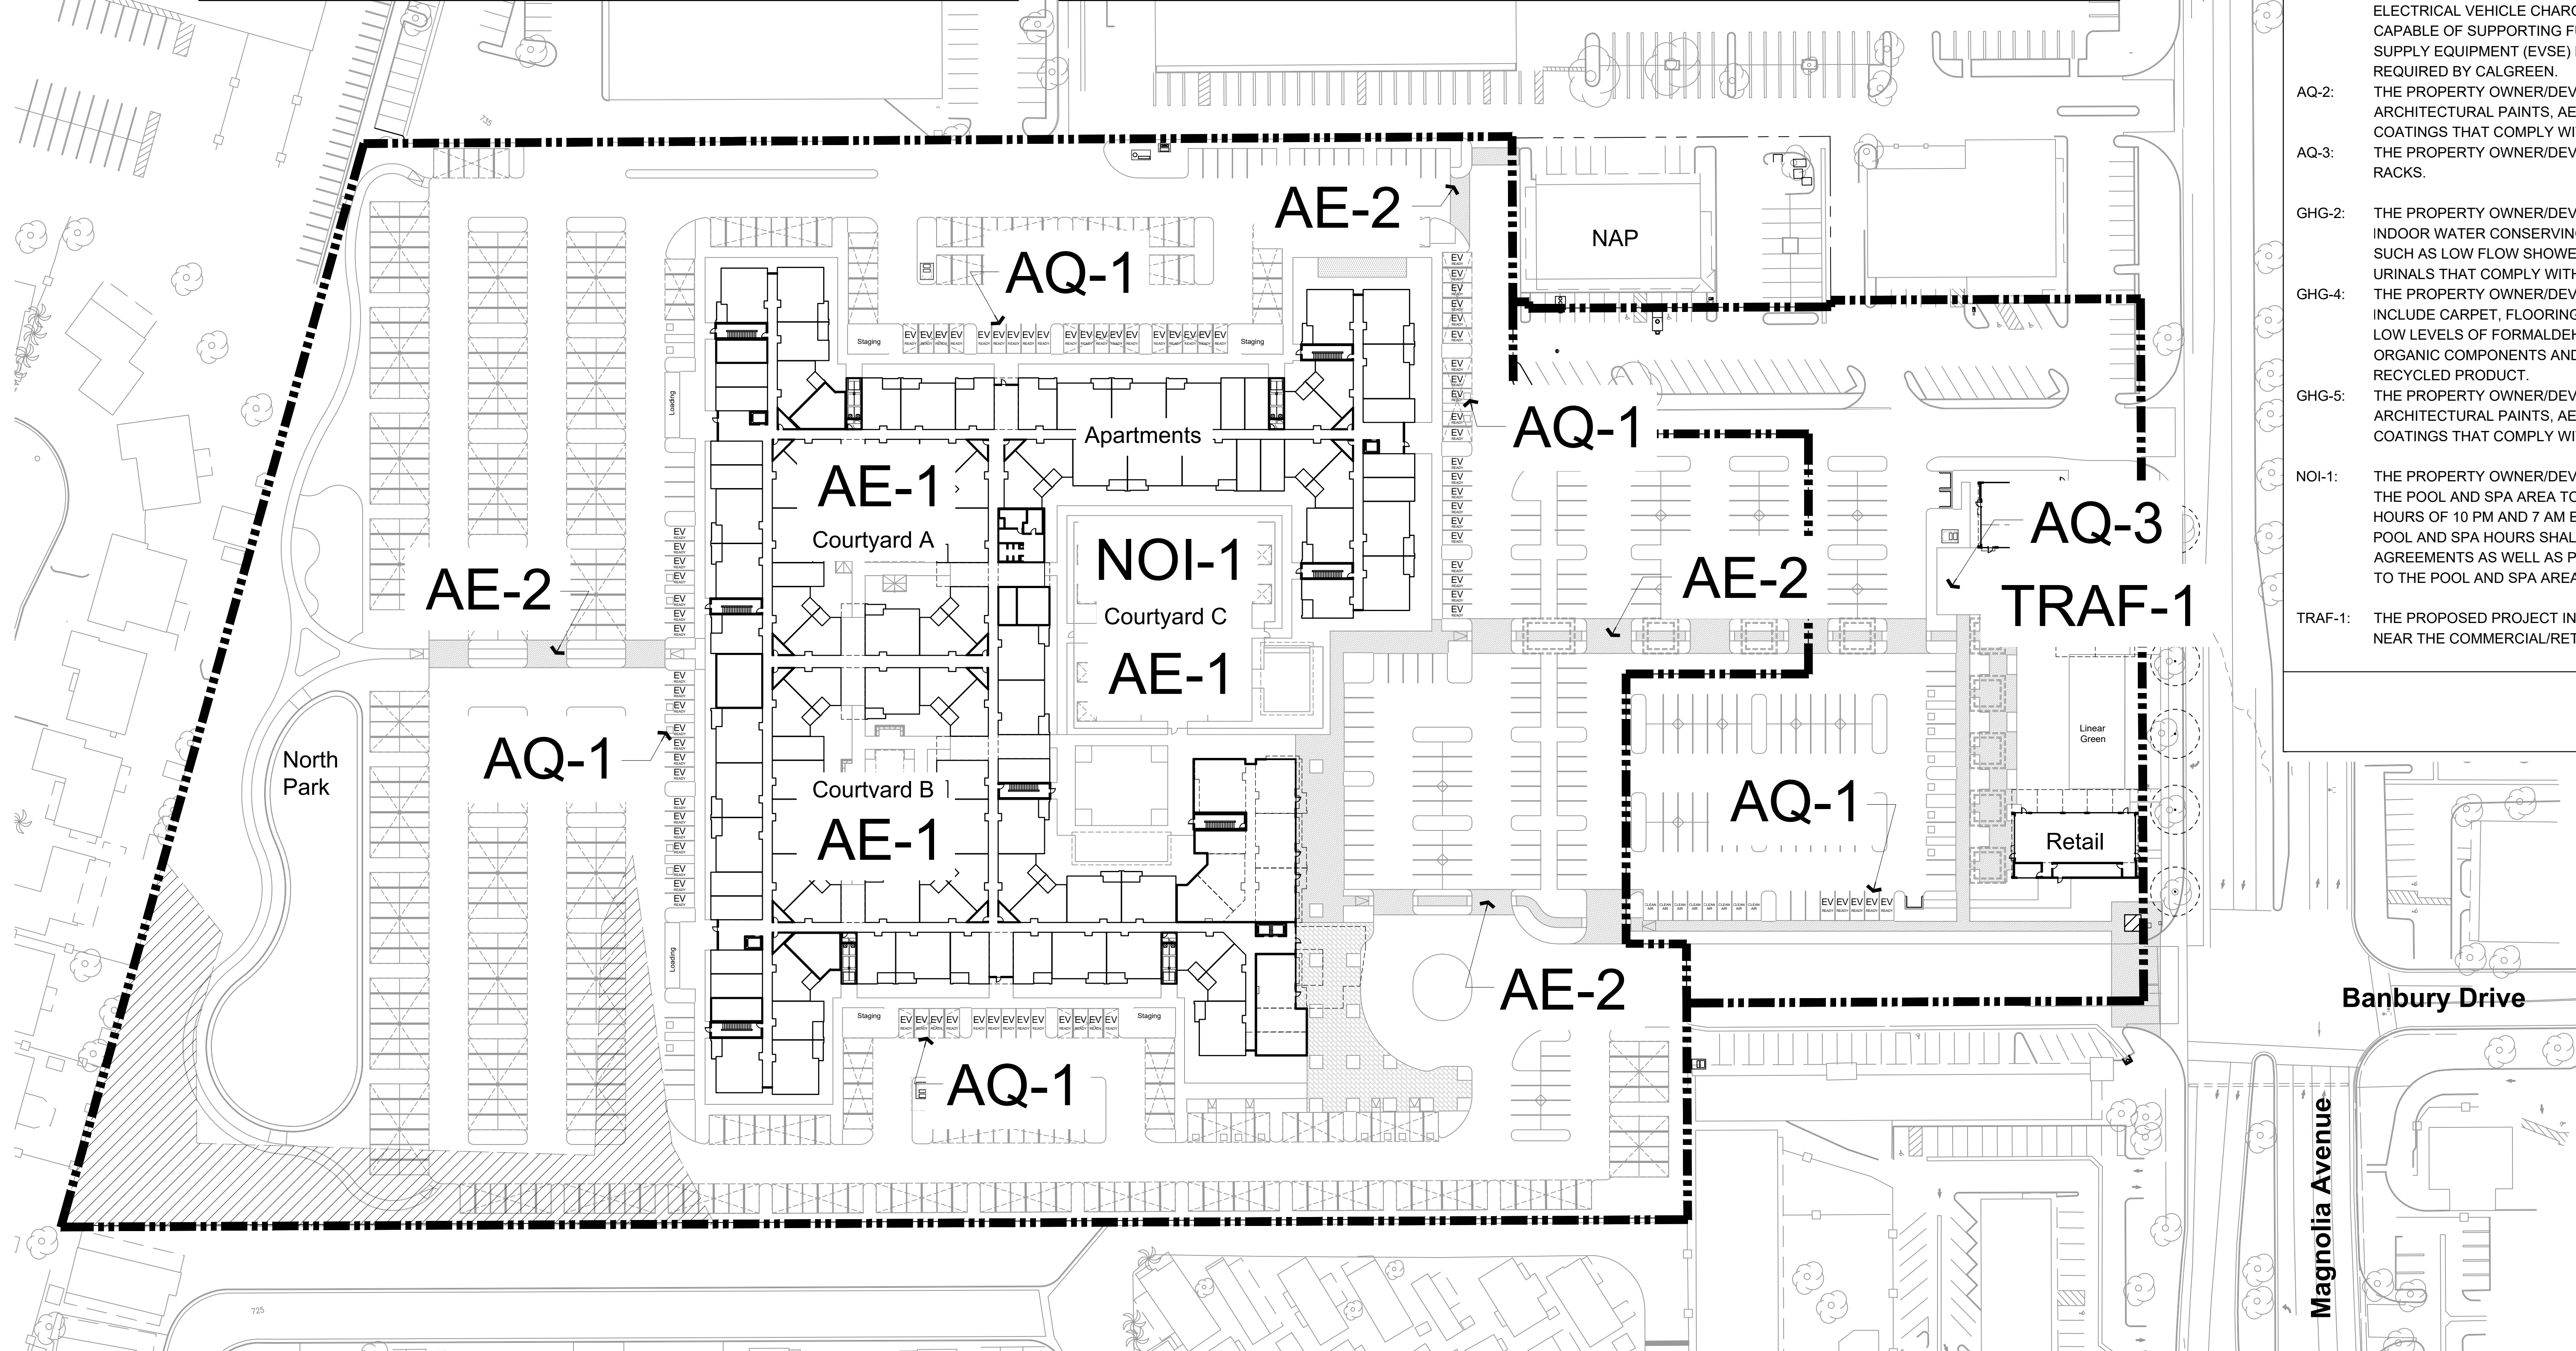 ELECTRICAL VEHICLE CHARG
CAPABLE OF SUPPORTING F
SUPPLY EQUIPMENT (EVSE)
REQUIRED BY CALGREEN.
AQ-2: THE PROPERTY OWNER/DEV
ARCHITECTURAL PAINTS, AE
COATINGS THAT COMPLY WI
AQ-3: THE PROPERTY OWNER/DEV
RACKS.
GHG-2: THE PROPERTY OWNER/DEV
INDOOR WATER CONSERVIN
SUCH AS LOW FLOW SHOWE
URINALS THAT COMPLY WITH
GHG-4: THE PROPERTY OWNER/DEV
INCLUDE CARPET, FLOORING
LOW LEVELS OF FORMALDEH
ORGANIC COMPONENTS AND
RECYCLED PRODUCT.
GHG-5: THE PROPERTY OWNER/DEV
ARCHITECTURAL PAINTS, AE
COATINGS THAT COMPLY WI
NOI-1: THE PROPERTY OWNER/DEV
THE POOL AND SPA AREA TO
HOURS OF 10 PM AND 7 AM E
POOL AND SPA HOURS SHAL
AGREEMENTS AS WELL AS P
TO THE POOL AND SPA AREA
TRAF-1: THE PROPOSED PROJECT IN
NEAR THE COMMERCIAL/RET
735
AE-2
NAP
AQ-1
Staging
Staging
Loading
AQ-1
Apartments
AE-1
Courtyard A
NOI-1
Courtyard C
AE-1
AE-2
AQ-3
TRAF-1
AE-2
AQ-1
North
Park
Courtyard B
AE-1
AQ-1
Linear
Green
Retail
Loading
AE-2
Staging
Staging
AQ-1
Banbury Drive
Magnolia Avenue
725
EV
READY
CLEAN
AIR